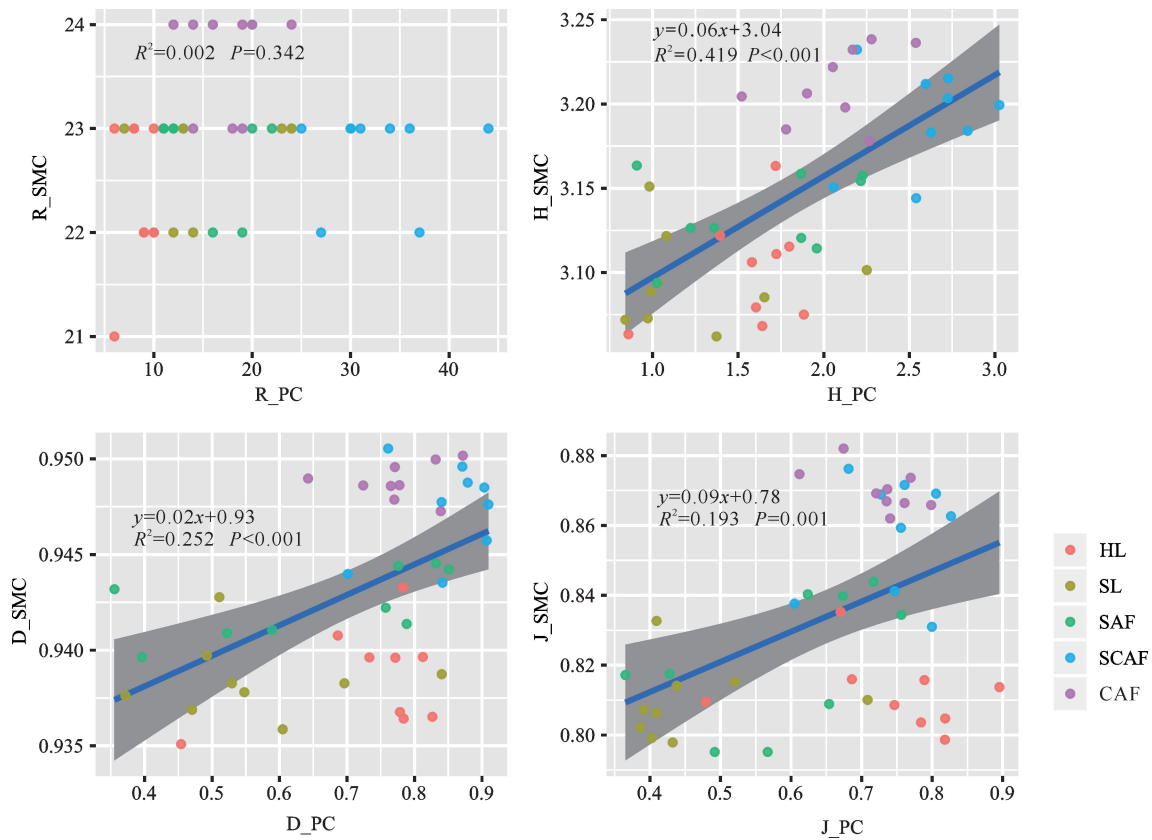 24
23
22
21
R_SMC
R²=0.002 P=0.342
10 20 30 40
R_PC
3.25
3.20
3.15
3.10
H_SMC
y=0.06x+3.04
R²=0.419 P<0.001
1.0 1.5 2.0 2.5 3.0
H_PC
0.950
0.945
0.940
0.935
D_SMC
y=0.02x+0.93
R²=0.252 P<0.001
0.4 0.5 0.6 0.7 0.8 0.9
D_PC
0.88
0.86
0.84
0.82
0.80
J_SMC
y=0.09x+0.78
R²=0.193 P=0.001
0.4 0.5 0.6 0.7 0.8 0.9
J_PC
HL
SL
SAF
SCAF
CAF